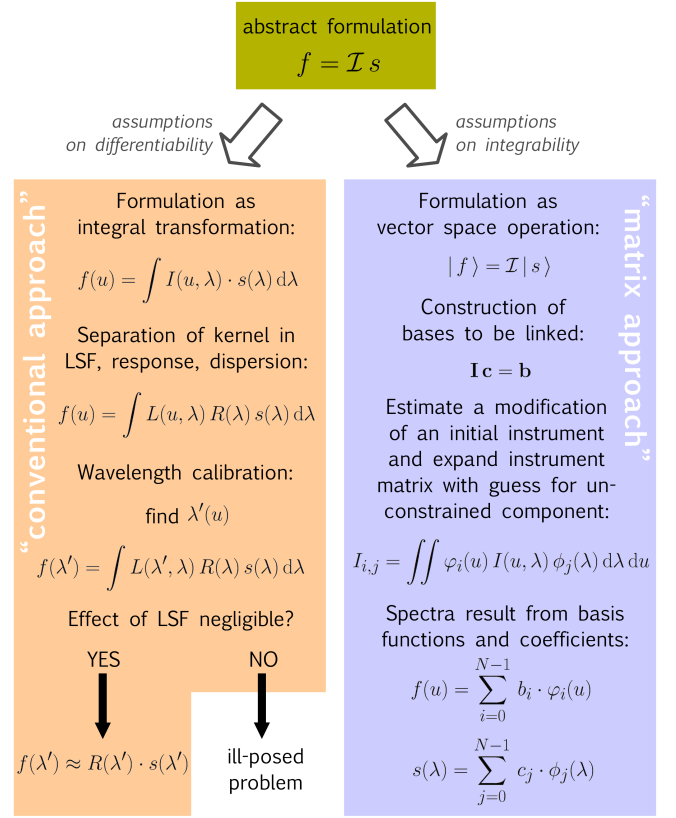 abstract formulation
f = ℐ s
assumptions
on differentiability
assumptions
on integrability
“conventional approach”
Formulation as
integral transformation:
f(u) = ∫ I(u, λ) · s(λ) dλ
Separation of kernel in
LSF, response, dispersion:
f(u) = ∫ L(u, λ) R(λ) s(λ) dλ
Wavelength calibration:
find λ′(u)
f(λ′) = ∫ L(λ′, λ) R(λ) s(λ) dλ
Effect of LSF negligible?
YES
NO
f(λ′) ≈ R(λ′) · s(λ′)
ill-posed
problem
“matrix approach”
Formulation as
vector space operation:
| f ⟩ = ℐ | s ⟩
Construction of
bases to be linked:
I c = b
Estimate a modification
of an initial instrument
and expand instrument
matrix with guess for un-
constrained component:
I_{i,j} = ∬ φ_i(u) I(u, λ) ϕ_j(λ) dλ du
Spectra result from basis
functions and coefficients:
f(u) = ∑_{i=0}^{N−1} b_i · φ_i(u)
s(λ) = ∑_{j=0}^{N−1} c_j · ϕ_j(λ)